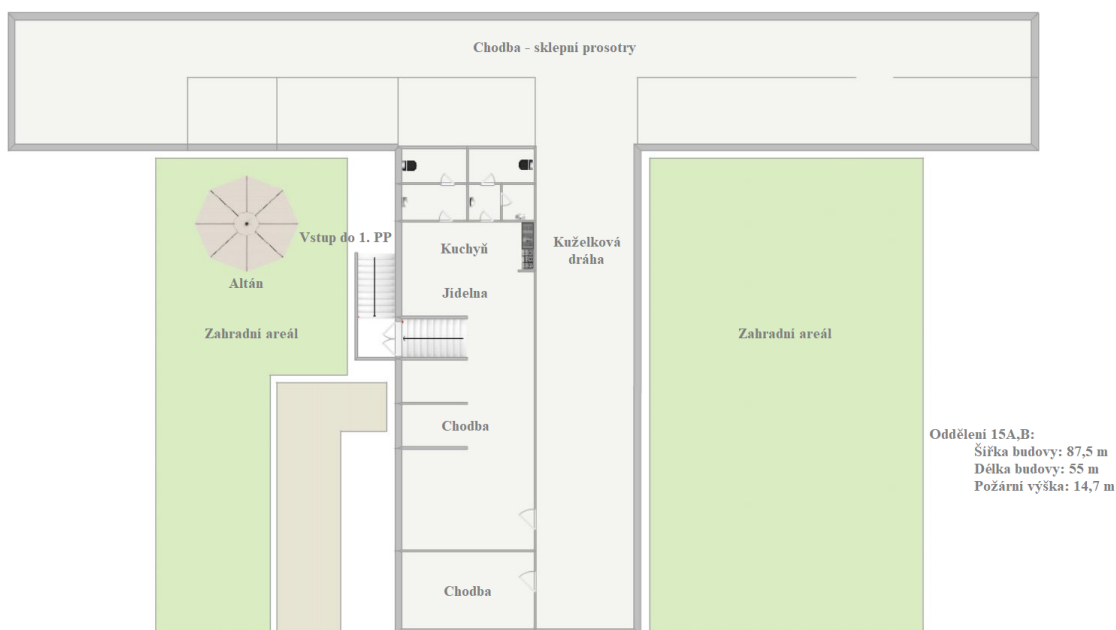 Chodba - sklepní prosotry
Vstup do 1. PP
Kuchyň
Kuželková
dráha
Altán
Jídelna
Zahradní areál
Zahradní areál
Chodba
Oddělení 15A,B:
Šířka budovy: 87,5 m
Délka budovy: 55 m
Požární výška: 14,7 m
Chodba